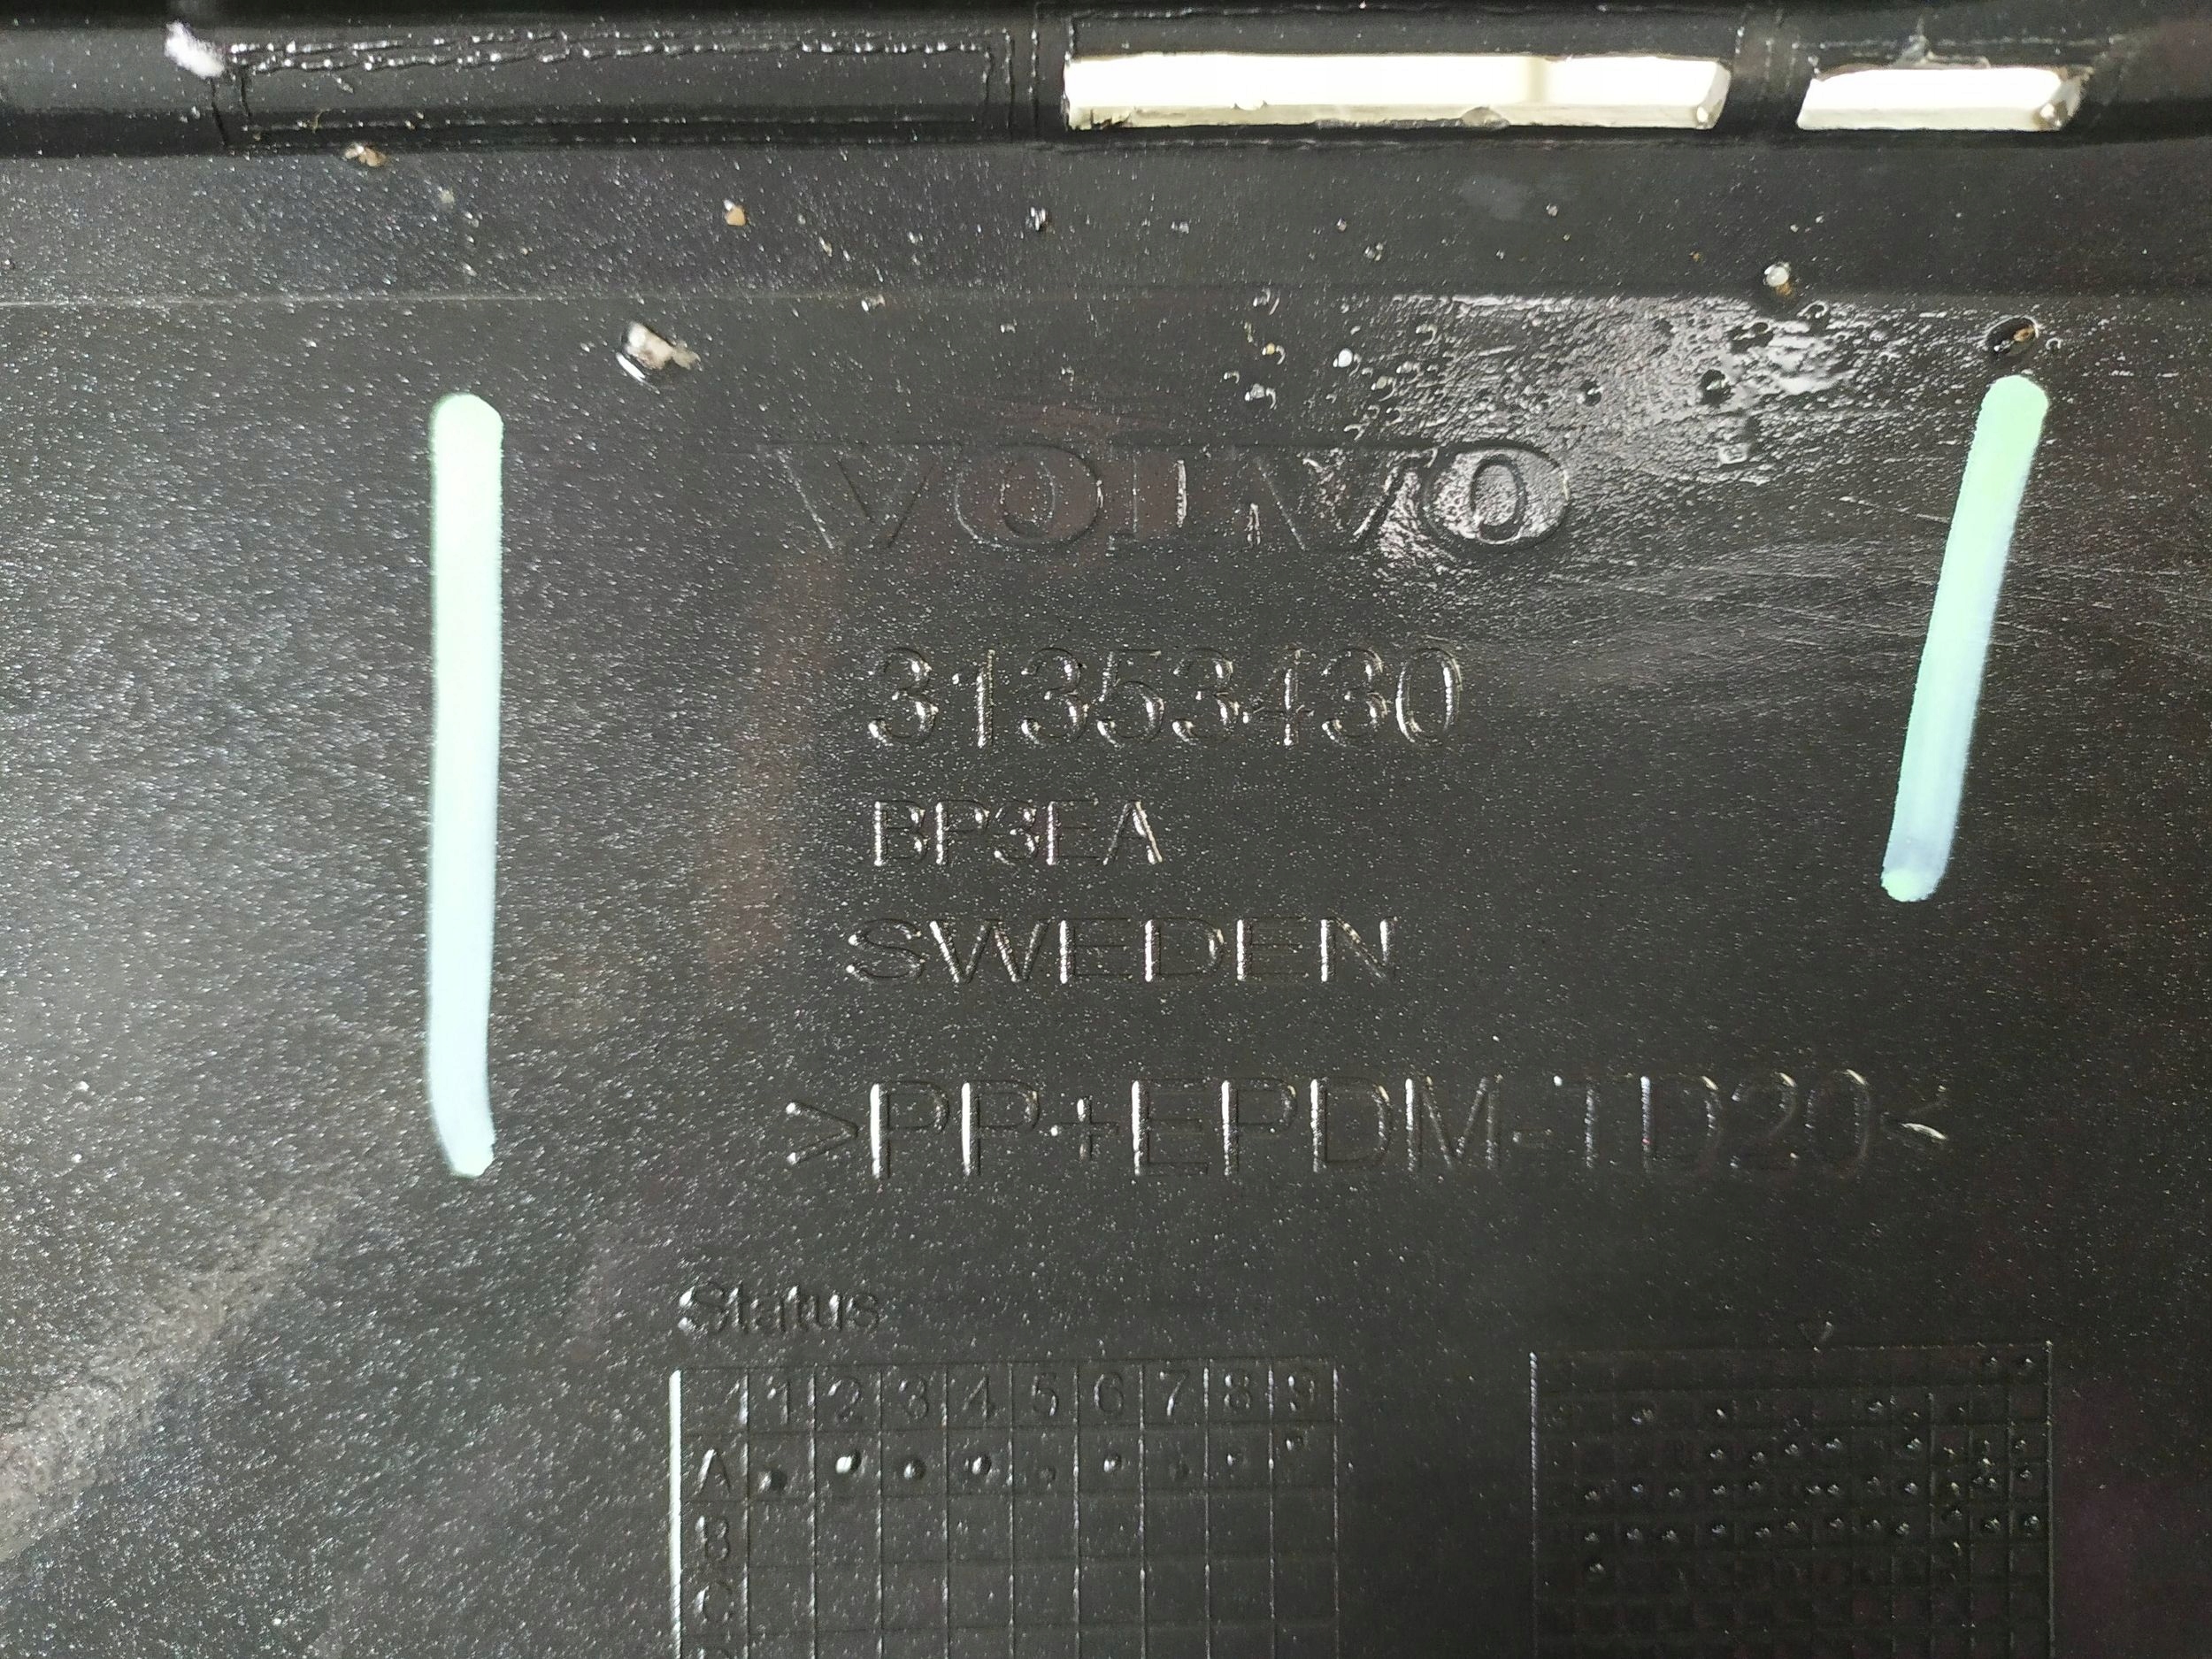 VOLVO
31353430
BP3EA
SWEDEN
>PP+EPDM-TD20<
Status
1 2 3 4 5 6 7 8 9
A
B
C